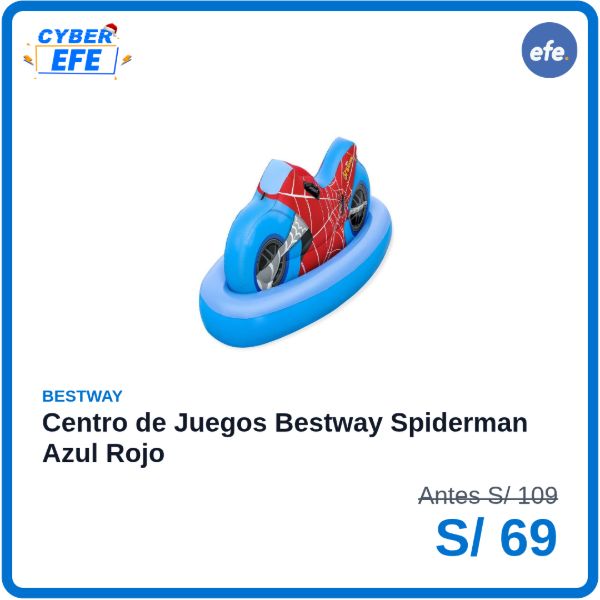 CYBER
EFE
efe.
BESTWAY
Centro de Juegos Bestway Spiderman
Azul Rojo
Antes S/ 109
S/ 69